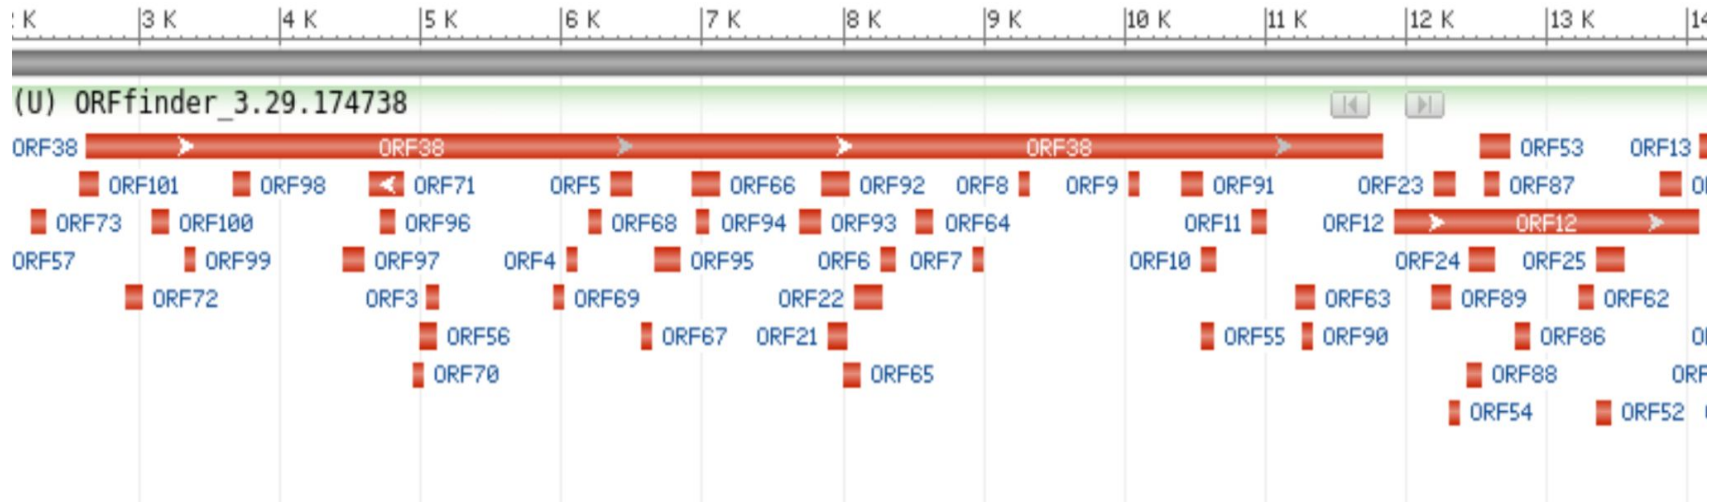 K 3 K 4 K 5 K 6 K 7 K 8 K 9 K 10 K 11 K 12 K 13 K 14
(U) ORFfinder_3.29.174738
ORF38 ORF38 ORF38 ORF53 ORF13
ORF101 ORF98 ORF71 ORF5 ORF66 ORF92 ORF8 ORF9 ORF91 ORF23 ORF87
ORF73 ORF100 ORF96 ORF68 ORF94 ORF93 ORF64 ORF11 ORF12 ORF12
ORF57 ORF99 ORF97 ORF4 ORF95 ORF6 ORF7 ORF10 ORF24 ORF25
ORF72 ORF3 ORF69 ORF22 ORF63 ORF89 ORF62
ORF56 ORF67 ORF21 ORF55 ORF90 ORF86
ORF70 ORF65 ORF88 ORF
ORF54 ORF52